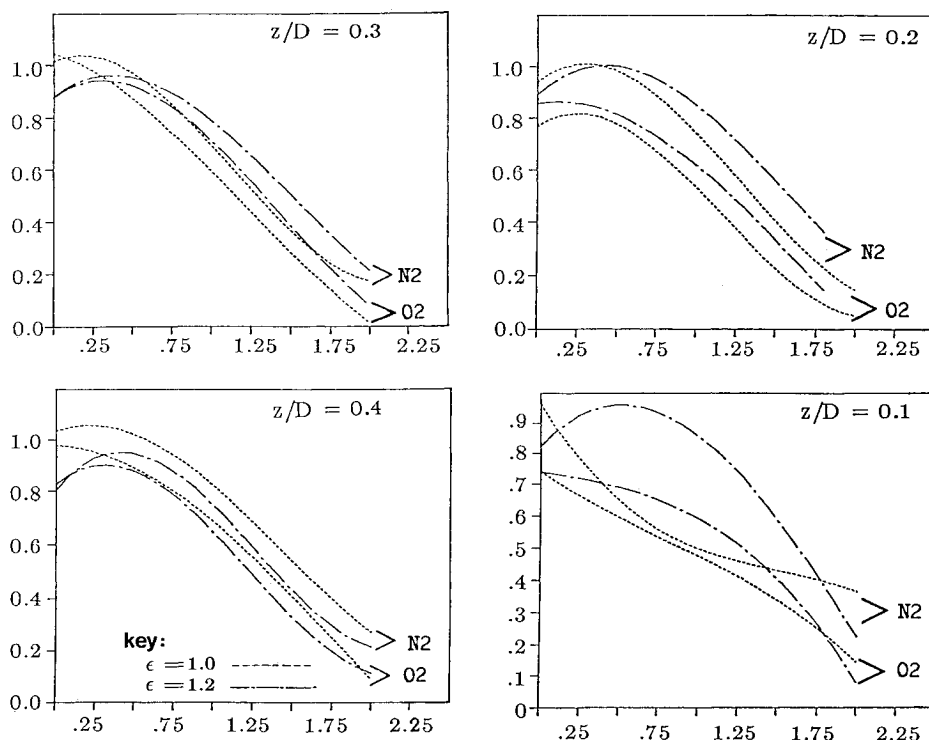 z/D = 0.3
1.0
0.8
0.6
0.4
0.2
0.0
N2
O2
.25 .75 1.25 1.75 2.25
z/D = 0.2
1.0
0.8
0.6
0.4
0.2
0.0
N2
O2
.25 .75 1.25 1.75 2.25
z/D = 0.4
1.0
0.8
0.6
0.4
0.2
0.0
N2
O2
key:
ϵ =1.0
ϵ =1.2
.25 .75 1.25 1.75 2.25
z/D = 0.1
.9
.7
.5
.4
.3
.1
0
N2
O2
.25 .75 1.25 1.75 2.25